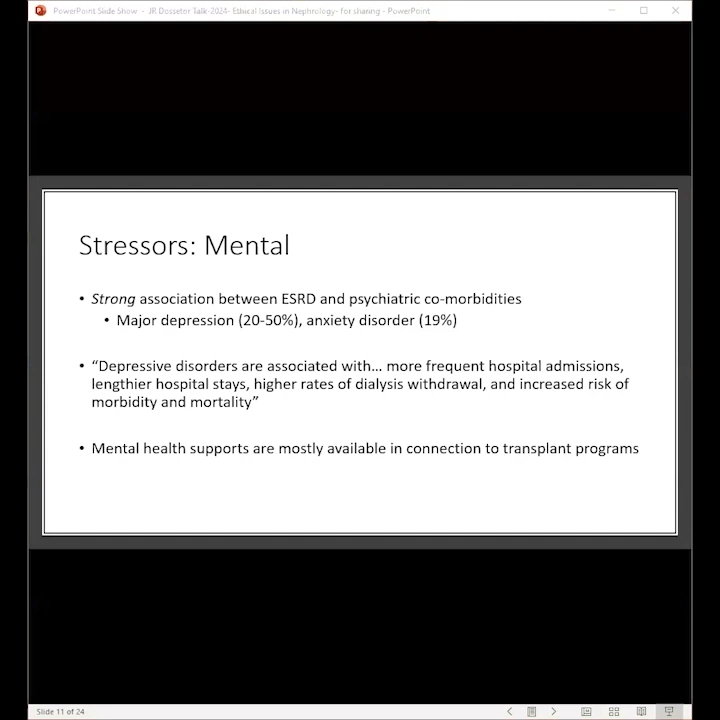 PowerPoint Slide Show - JR Dossetor Talk-2024- Ethical Issues in Nephrology- for sharing - PowerPoint
Stressors: Mental
• Strong association between ESRD and psychiatric co-morbidities
• Major depression (20-50%), anxiety disorder (19%)
• “Depressive disorders are associated with... more frequent hospital admissions,
lengthier hospital stays, higher rates of dialysis withdrawal, and increased risk of
morbidity and mortality”
• Mental health supports are mostly available in connection to transplant programs
Slide 11 of 24